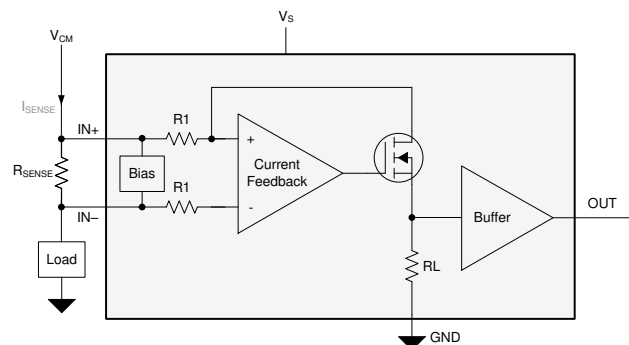 VS
VCM
ISENSE
IN+
R1
RSENSE
Bias
+
Current
Feedback
R1
-
IN–
Buffer
OUT
Load
RL
GND